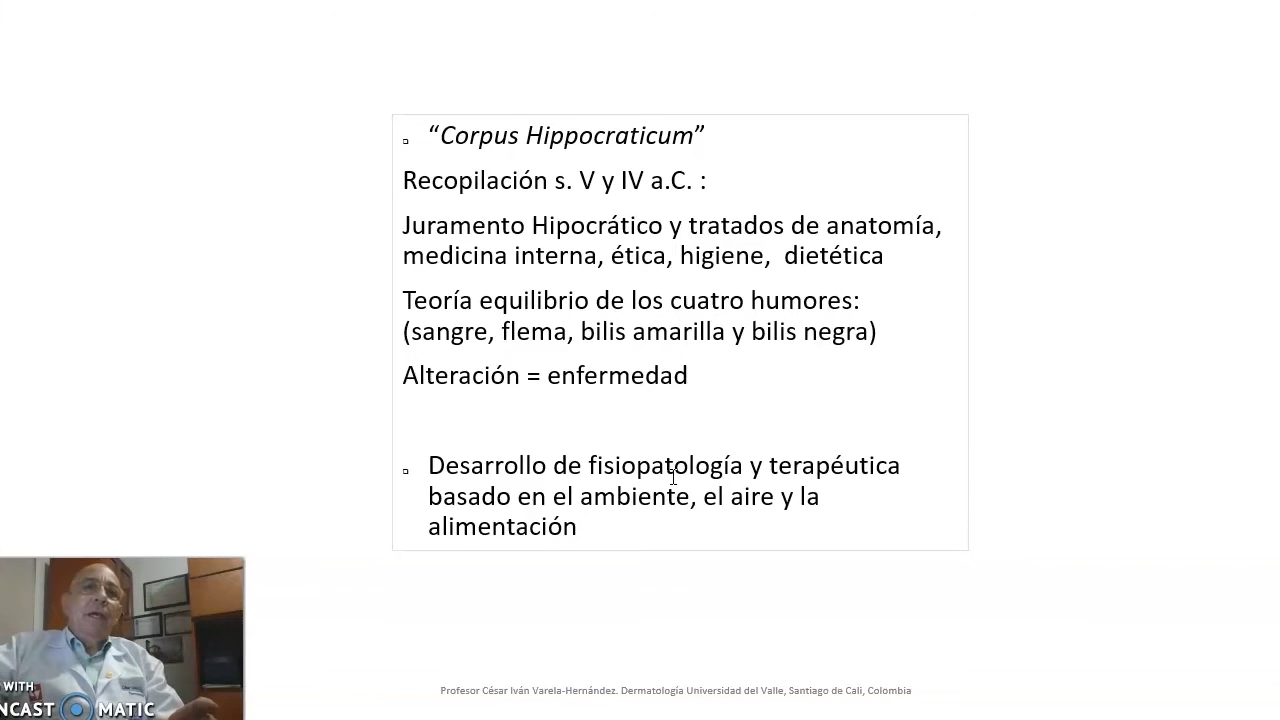 “Corpus Hippocraticum”
Recopilación s. V y IV a.C. :
Juramento Hipocrático y tratados de anatomía,
medicina interna, ética, higiene, dietética
Teoría equilibrio de los cuatro humores:
(sangre, flema, bilis amarilla y bilis negra)
Alteración = enfermedad
Desarrollo de fisiopatología y terapéutica
basado en el ambiente, el aire y la
alimentación
WITH
NCAST MATIC
Profesor César Iván Varela-Hernández. Dermatología Universidad del Valle, Santiago de Cali, Colombia